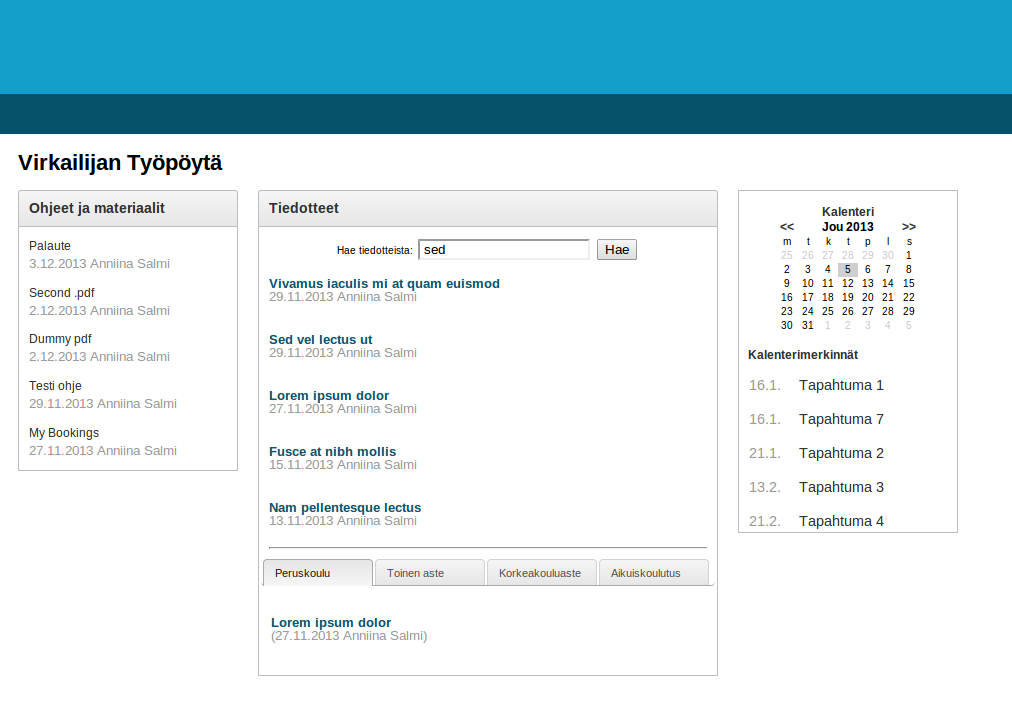 Virkailijan Työpöytä
Ohjeet ja materiaalit
Palaute
3.12.2013 Anniina Salmi
Second .pdf
2.12.2013 Anniina Salmi
Dummy pdf
2.12.2013 Anniina Salmi
Testi ohje
29.11.2013 Anniina Salmi
My Bookings
27.11.2013 Anniina Salmi
Tiedotteet
Hae tiedotteista: sed Hae
Vivamus iaculis mi at quam euismod
29.11.2013 Anniina Salmi
Sed vel lectus ut
29.11.2013 Anniina Salmi
Lorem ipsum dolor
27.11.2013 Anniina Salmi
Fusce at nibh mollis
15.11.2013 Anniina Salmi
Nam pellentesque lectus
13.11.2013 Anniina Salmi
Peruskoulu Toinen aste Korkeakouluaste Aikuiskoulutus
Lorem ipsum dolor
(27.11.2013 Anniina Salmi)
Kalenteri
<< Jou 2013 >>
m t k t p l s
25 26 27 28 29 30 1
2 3 4 5 6 7 8
9 10 11 12 13 14 15
16 17 18 19 20 21 22
23 24 25 26 27 28 29
30 31 1 2 3 4 5
Kalenterimerkinnät
16.1. Tapahtuma 1
16.1. Tapahtuma 7
21.1. Tapahtuma 2
13.2. Tapahtuma 3
21.2. Tapahtuma 4